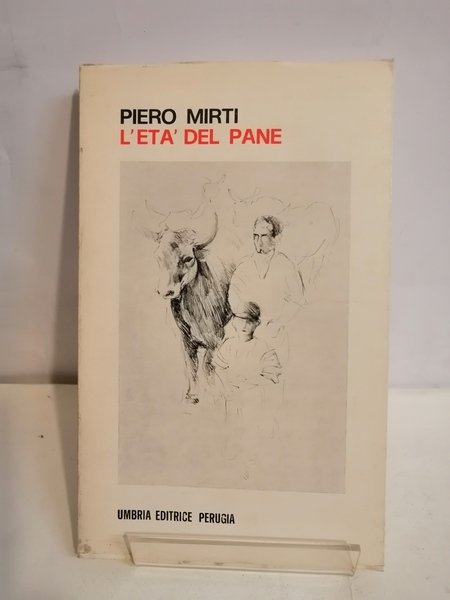 PIERO MIRTI
L'ETA' DEL PANE
UMBRIA EDITRICE PERUGIA